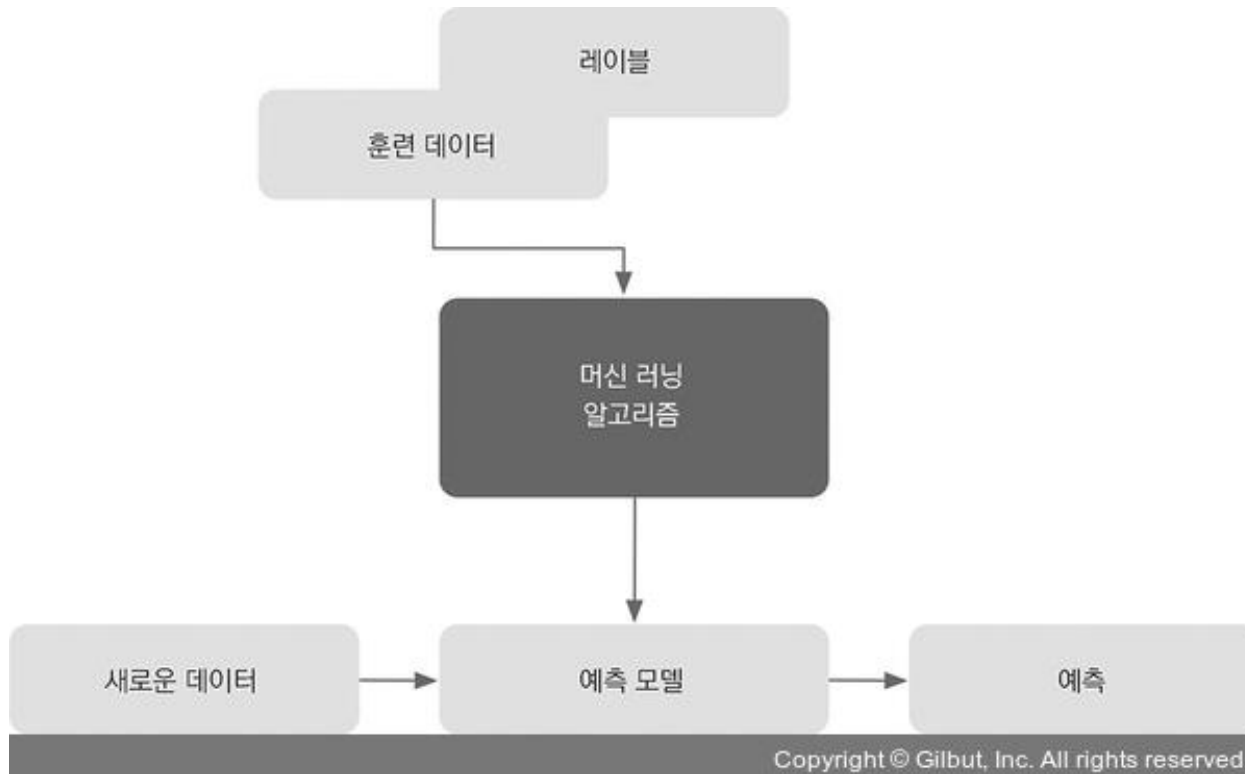 레이블
훈련 데이터
머신 러닝
알고리즘
새로운 데이터
예측 모델
예측
Copyright © Gilbut, Inc. All rights reserved